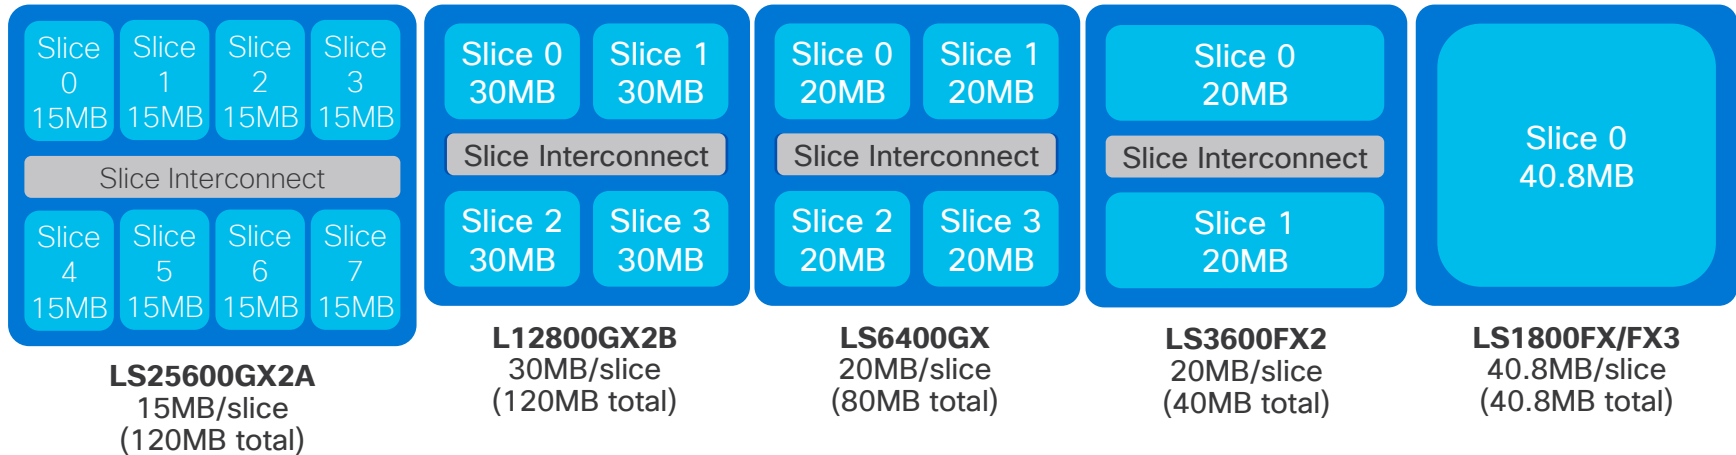 Slice
0
15MB
Slice
1
15MB
Slice
2
15MB
Slice
3
15MB
Slice Interconnect
Slice
4
15MB
Slice
5
15MB
Slice
6
15MB
Slice
7
15MB
LS25600GX2A
15MB/slice
(120MB total)
Slice 0
30MB
Slice 1
30MB
Slice Interconnect
Slice 2
30MB
Slice 3
30MB
L12800GX2B
30MB/slice
(120MB total)
Slice 0
20MB
Slice 1
20MB
Slice Interconnect
Slice 2
20MB
Slice 3
20MB
LS6400GX
20MB/slice
(80MB total)
Slice 0
20MB
Slice Interconnect
Slice 1
20MB
LS3600FX2
20MB/slice
(40MB total)
Slice 0
40.8MB
LS1800FX/FX3
40.8MB/slice
(40.8MB total)